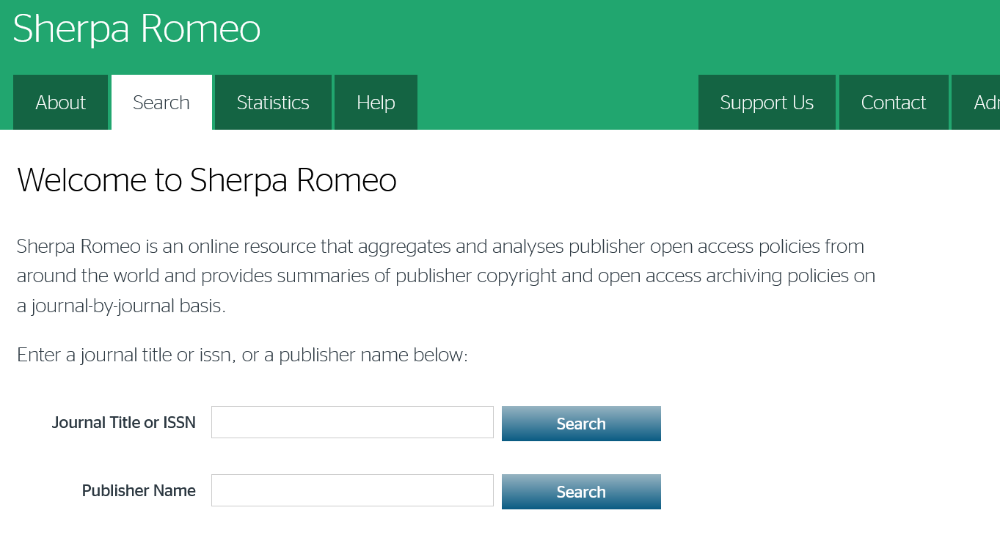 Sherpa Romeo
About Search Statistics Help Support Us Contact
Welcome to Sherpa Romeo
Sherpa Romeo is an online resource that aggregates and analyses publisher open access policies from
around the world and provides summaries of publisher copyright and open access archiving policies on
a journal-by-journal basis.
Enter a journal title or issn, or a publisher name below:
Journal Title or ISSN Search
Publisher Name Search